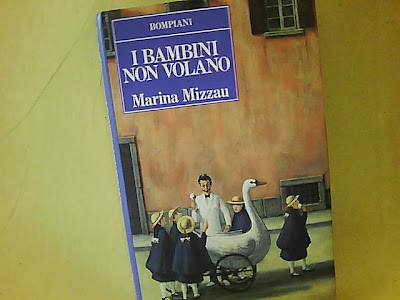 BOMPIANI
I BAMBINI
NON VOLANO
Marina Mizzau